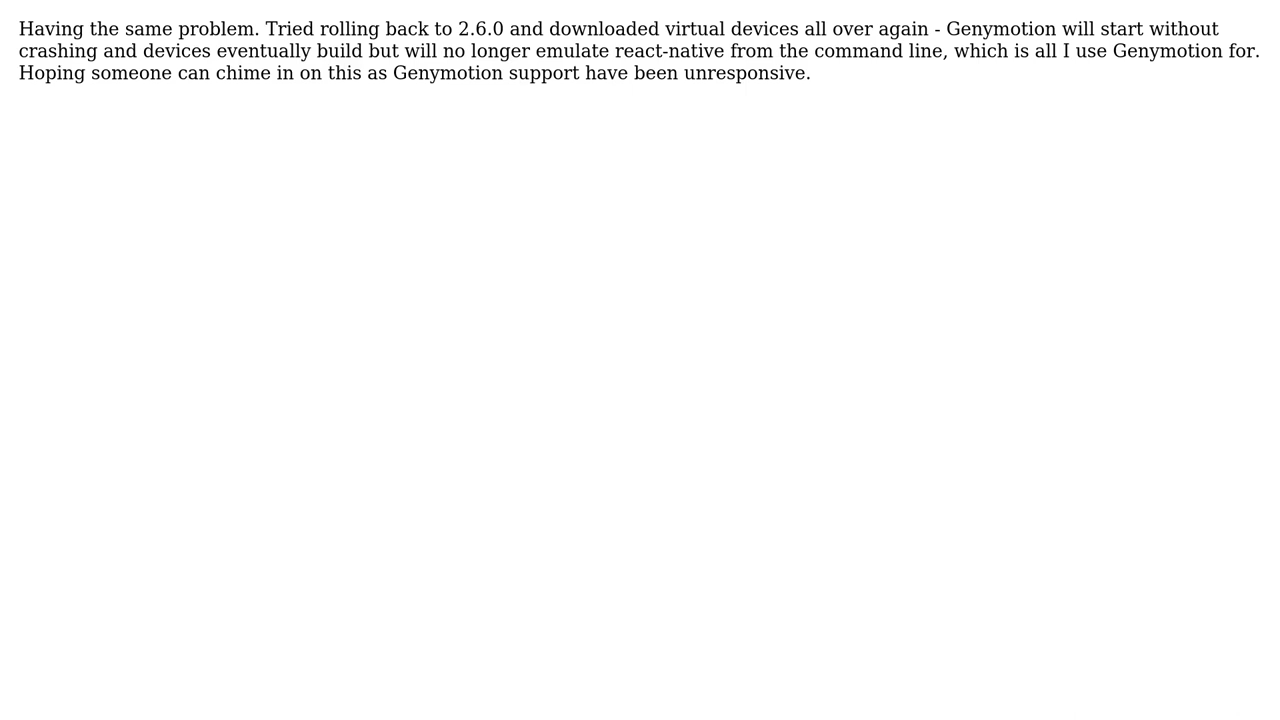 Having the same problem. Tried rolling back to 2.6.0 and downloaded virtual devices all over again - Genymotion will start without
crashing and devices eventually build but will no longer emulate react-native from the command line, which is all I use Genymotion for.
Hoping someone can chime in on this as Genymotion support have been unresponsive.